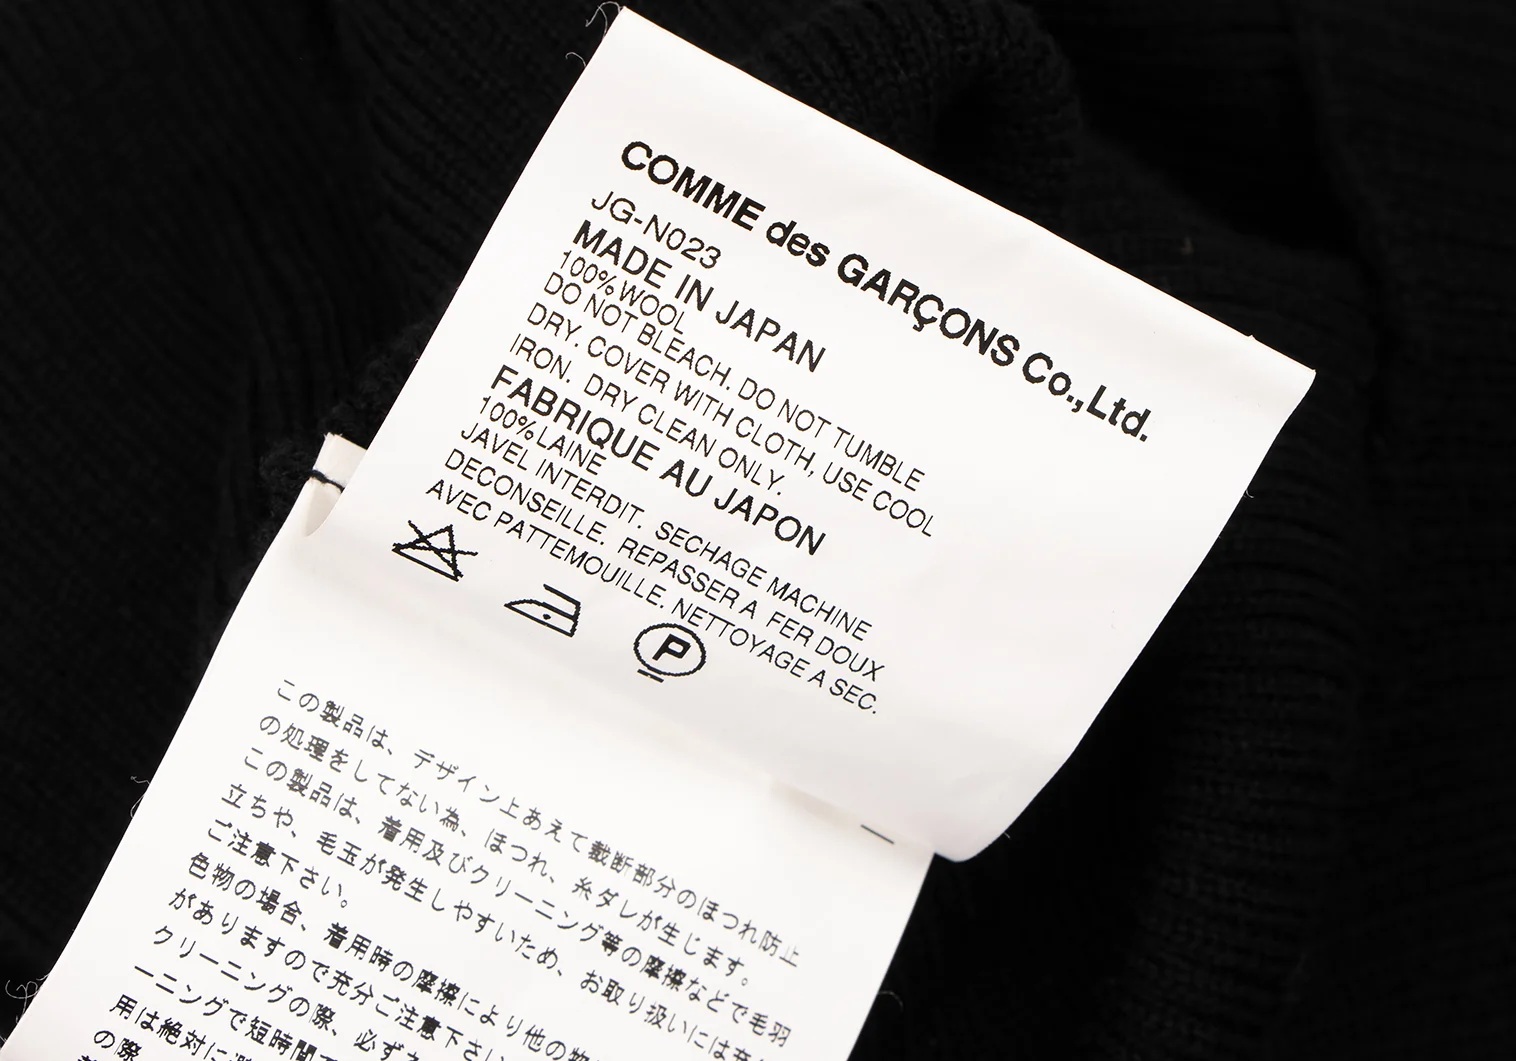 COMME des GARÇONS Co.,Ltd.
JG-N023
MADE IN JAPAN
100% WOOL
DO NOT BLEACH. DO NOT TUMBLE
DRY. COVER WITH CLOTH, USE COOL
IRON. DRY CLEAN ONLY.
FABRIQUE AU JAPON
100% LAINE
JAVEL INTERDIT. SECHAGE MACHINE
DECONSEILLE. REPASSER A FER DOUX
AVEC PATTEMOUILLE. NETTOYAGE A SEC.
P
この製品は、デザイン上あえて裁断部分のほつれ防止
の処理をしてない為、ほつれ、糸ダレが生じます。
この製品は、着用及びクリーニング等の摩擦などで毛羽
立ちや、毛玉が発生しやすいため、お取り扱いには充分
ご注意下さい。
色物の場合、着用時の摩擦により他の物
がありますので充分ご注意下さい
クリーニングの際、必ず
ーニングで短時間で
用は絶対に
の際